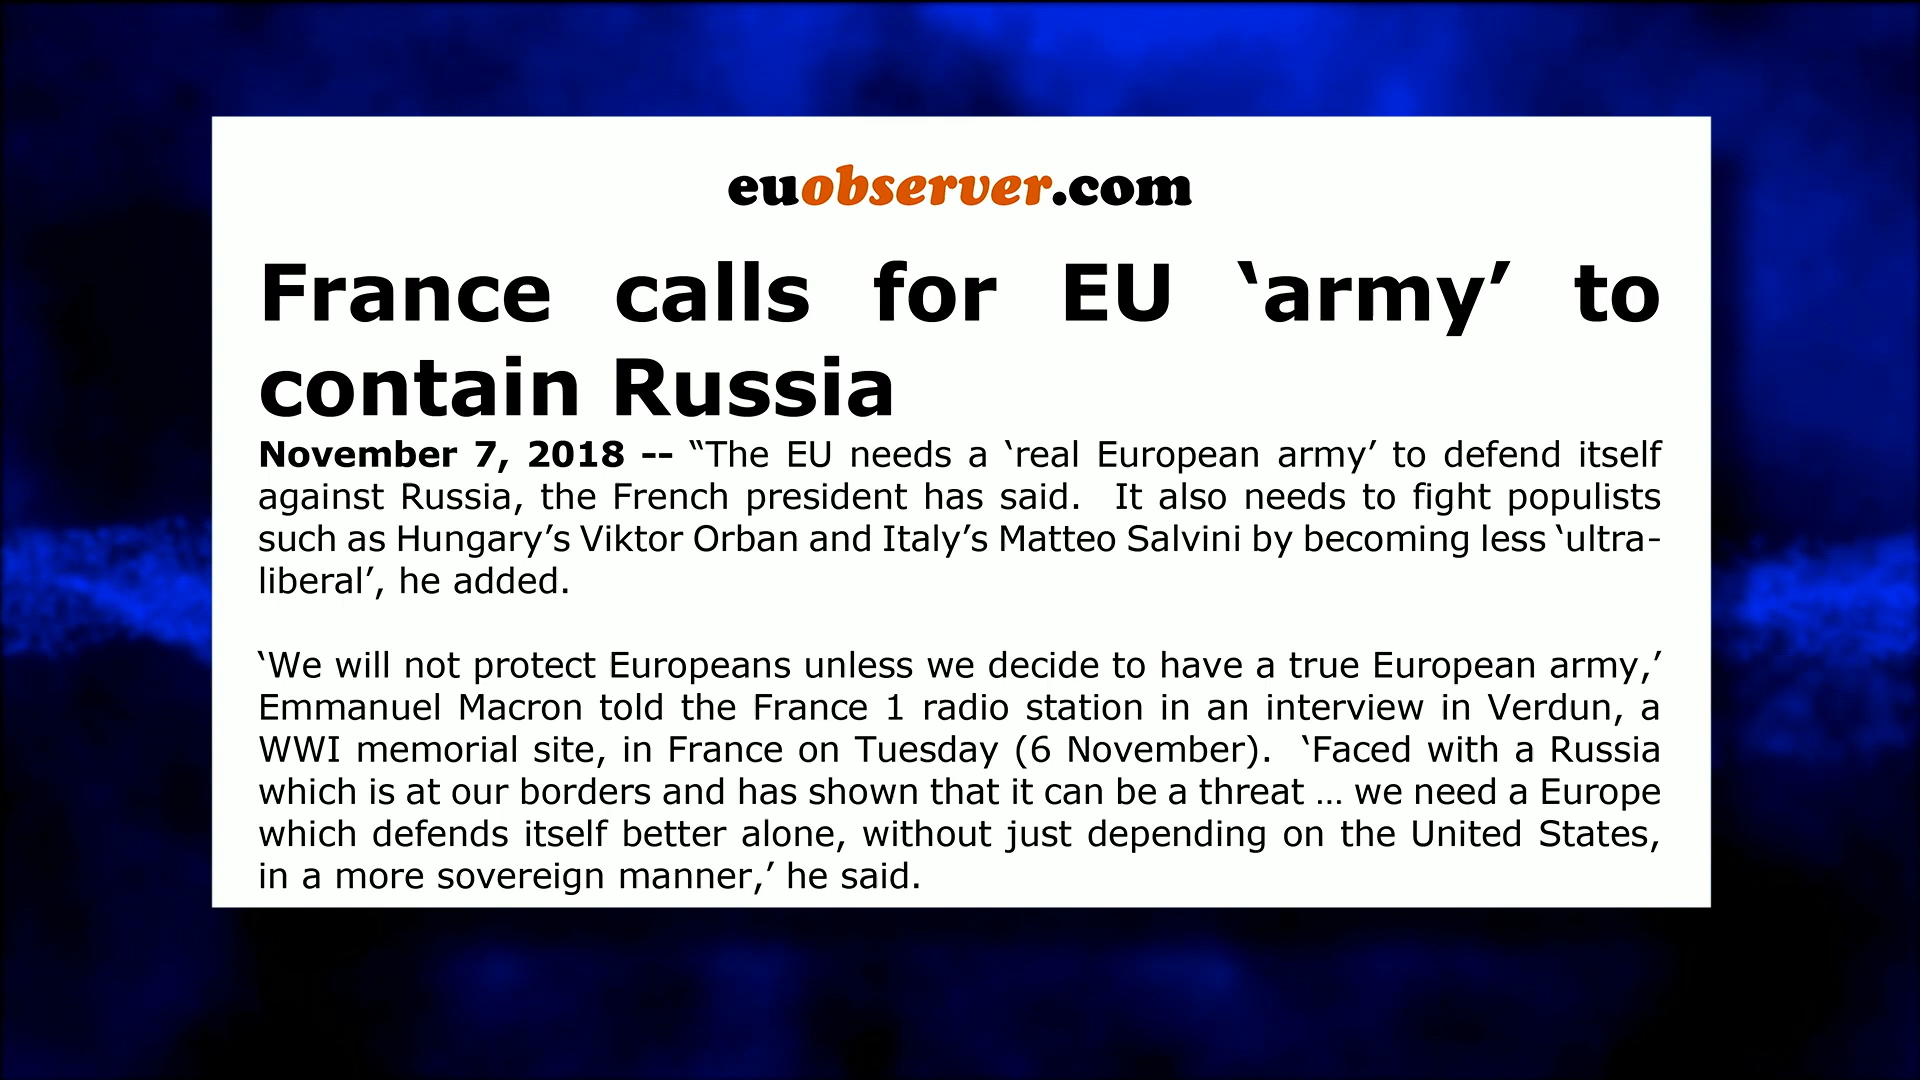 euobserver.com
France calls for EU ‘army’ to
contain Russia
November 7, 2018 -- “The EU needs a ‘real European army’ to defend itself
against Russia, the French president has said.  It also needs to fight populists
such as Hungary’s Viktor Orban and Italy’s Matteo Salvini by becoming less ‘ultra-
liberal’, he added.
‘We will not protect Europeans unless we decide to have a true European army,’
Emmanuel Macron told the France 1 radio station in an interview in Verdun, a
WWI memorial site, in France on Tuesday (6 November).  ‘Faced with a Russia
which is at our borders and has shown that it can be a threat … we need a Europe
which defends itself better alone, without just depending on the United States,
in a more sovereign manner,’ he said.